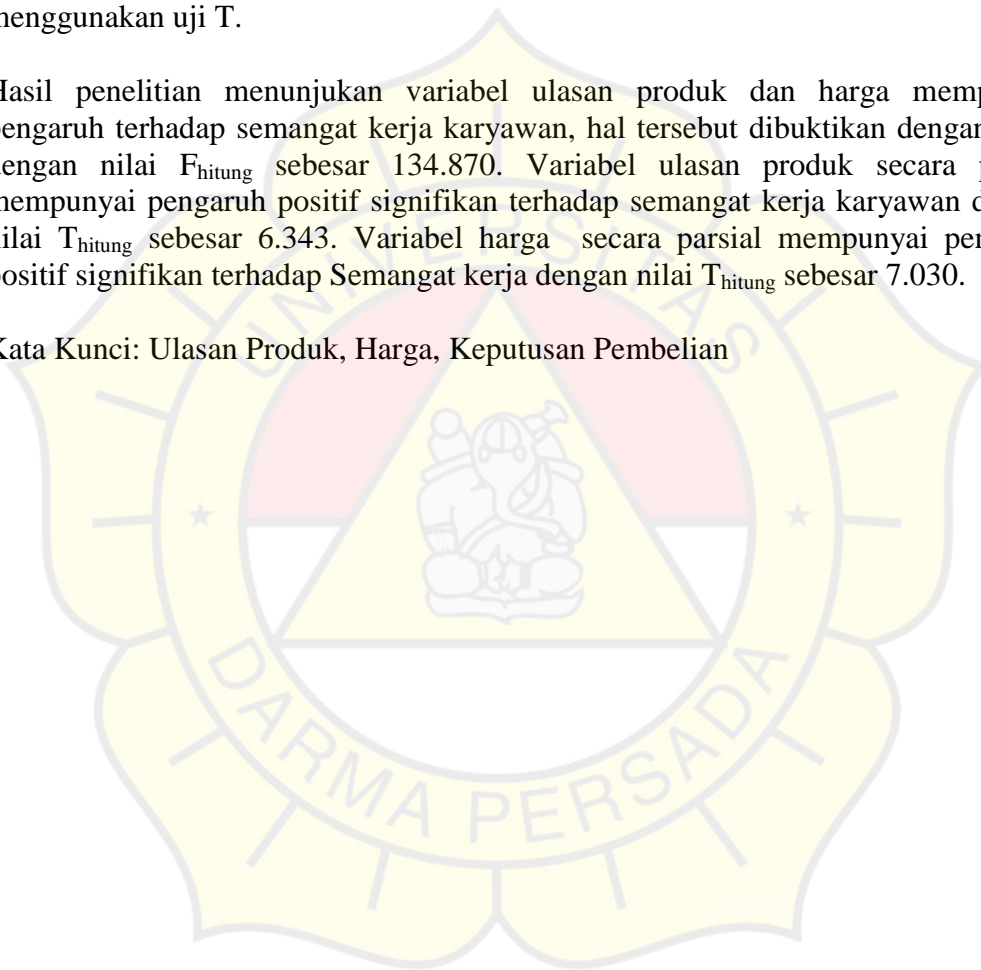 menggunakan uji T.
Hasil penelitian menunjukan variabel ulasan produk dan harga
pengaruh terhadap semangat kerja karyawan, hal tersebut dibuktikan dengan
dengan nilai Fhitung sebesar 134.870. Variabel ulasan produk secara
mempunyai pengaruh positif signifikan terhadap semangat kerja karyawan
nilai Thitung sebesar 6.343. Variabel harga secara parsial mempunyai
positif signifikan terhadap Semangat kerja dengan nilai Thitung sebesar 7.030.
Kata Kunci: Ulasan Produk, Harga, Keputusan Pembelian
UNIVERSITAS
DARMA PERSADA